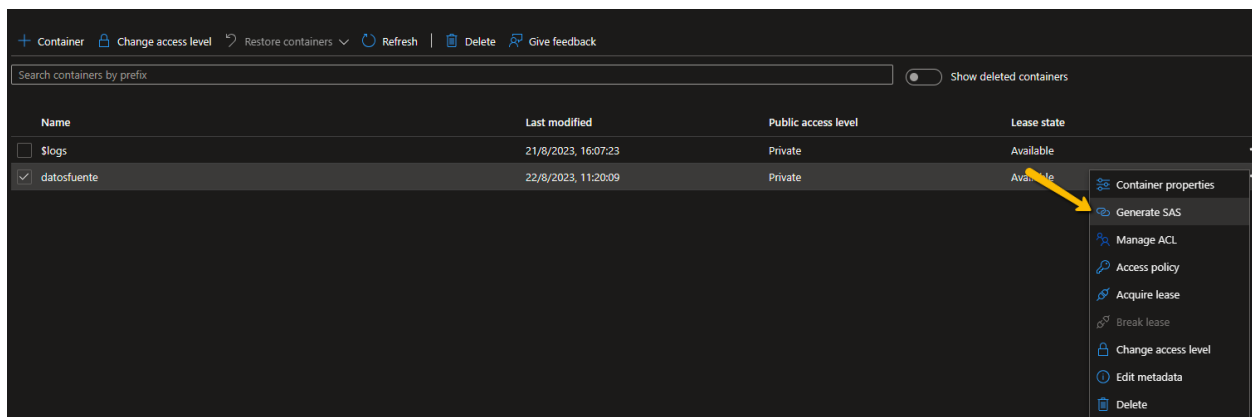 Container Change access level Restore containers Refresh Delete Give feedback
Search containers by prefix Show deleted containers
Name Last modified Public access level Lease state
$logs 21/8/2023, 16:07:23 Private Available
datosfuente 22/8/2023, 11:20:09 Private
Container properties
Generate SAS
Manage ACL
Access policy
Acquire lease
Break lease
Change access level
Edit metadata
Delete